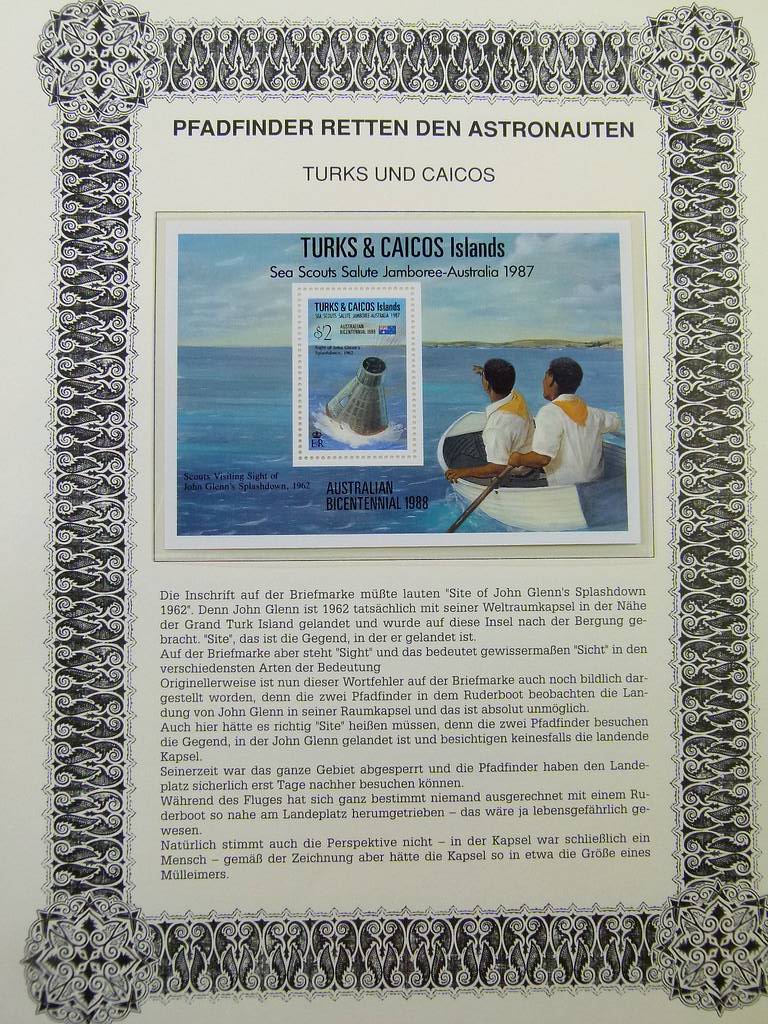 PFADFINDER RETTEN DEN ASTRONAUTEN
TURKS UND CAICOS
TURKS & CAICOS Islands
Sea Scouts Salute Jamboree-Australia 1987
TURKS & CAICOS Islands
SEA SCOUTS SALUTE JAMBOREE-AUSTRALIA 1987
$2
AUSTRALIAN
BICENTENNIAL 1988
Sight of John Glenn's
Splashdown, 1962
ER
Scouts Visiting Sight of
John Glenn's Splashdown, 1962
AUSTRALIAN
BICENTENNIAL 1988
Die Inschrift auf der Briefmarke müßte lauten "Site of John Glenn's Splashdown
1962". Denn John Glenn ist 1962 tatsächlich mit seiner Weltraumkapsel in der Nähe
der Grand Turk Island gelandet und wurde auf diese Insel nach der Bergung ge-
bracht. "Site", das ist die Gegend, in der er gelandet ist.
Auf der Briefmarke aber steht "Sight" und das bedeutet gewissermaßen "Sicht" in den
verschiedensten Arten der Bedeutung
Originellerweise ist nun dieser Wortfehler auf der Briefmarke auch noch bildlich dar-
gestellt worden, denn die zwei Pfadfinder in dem Ruderboot beobachten die Lan-
dung von John Glenn in seiner Raumkapsel und das ist absolut unmöglich.
Auch hier hätte es richtig "Site" heißen müssen, denn die zwei Pfadfinder besuchen
die Gegend, in der John Glenn gelandet ist und besichtigen keinesfalls die landende
Kapsel.
Seinerzeit war das ganze Gebiet abgesperrt und die Pfadfinder haben den Lande-
platz sicherlich erst Tage nachher besuchen können.
Während des Fluges hat sich ganz bestimmt niemand ausgerechnet mit einem Ru-
derboot so nahe am Landeplatz herumgetrieben – das wäre ja lebensgefährlich ge-
wesen.
Natürlich stimmt auch die Perspektive nicht – in der Kapsel war schließlich ein
Mensch – gemäß der Zeichnung aber hätte die Kapsel so in etwa die Größe eines
Mülleimers.